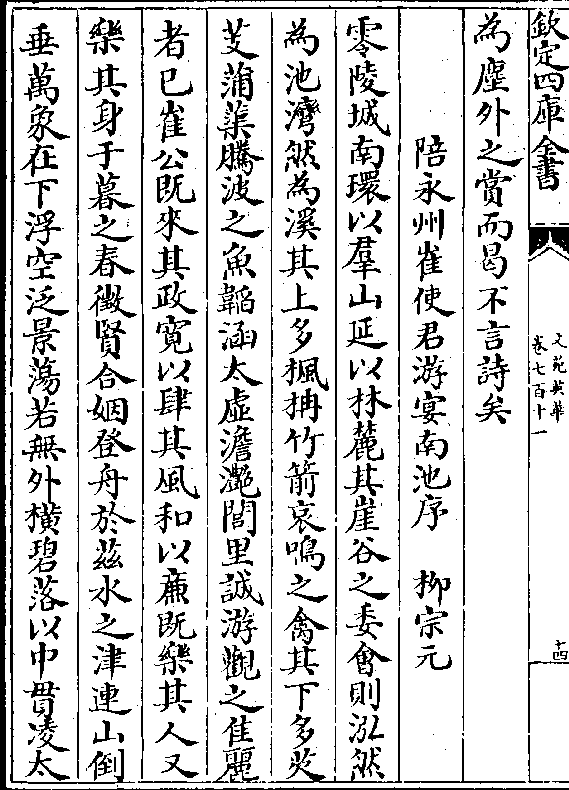 欽定四庫全書
文苑英華
卷七百十一
十四
為塵外之賞而曷不言詩矣
陪永州崔使君游宴南池序 柳宗元
零陵城南環以羣山延以林麓其崖谷之委會則泓然
為池灣然為溪其上多楓柟竹箭哀鳴之禽其下多茨
芰蒲蕖騰波之魚韜涵太虛澹灔閭里誠游觀之佳麗
者已崔公既來其政寛以肆其風和以廉既樂其人又
樂其身于暮之春徵賢合姻登舟於兹水之津連山倒
垂萬象在下浮空泛景蕩若無外横碧落以中貫凌太